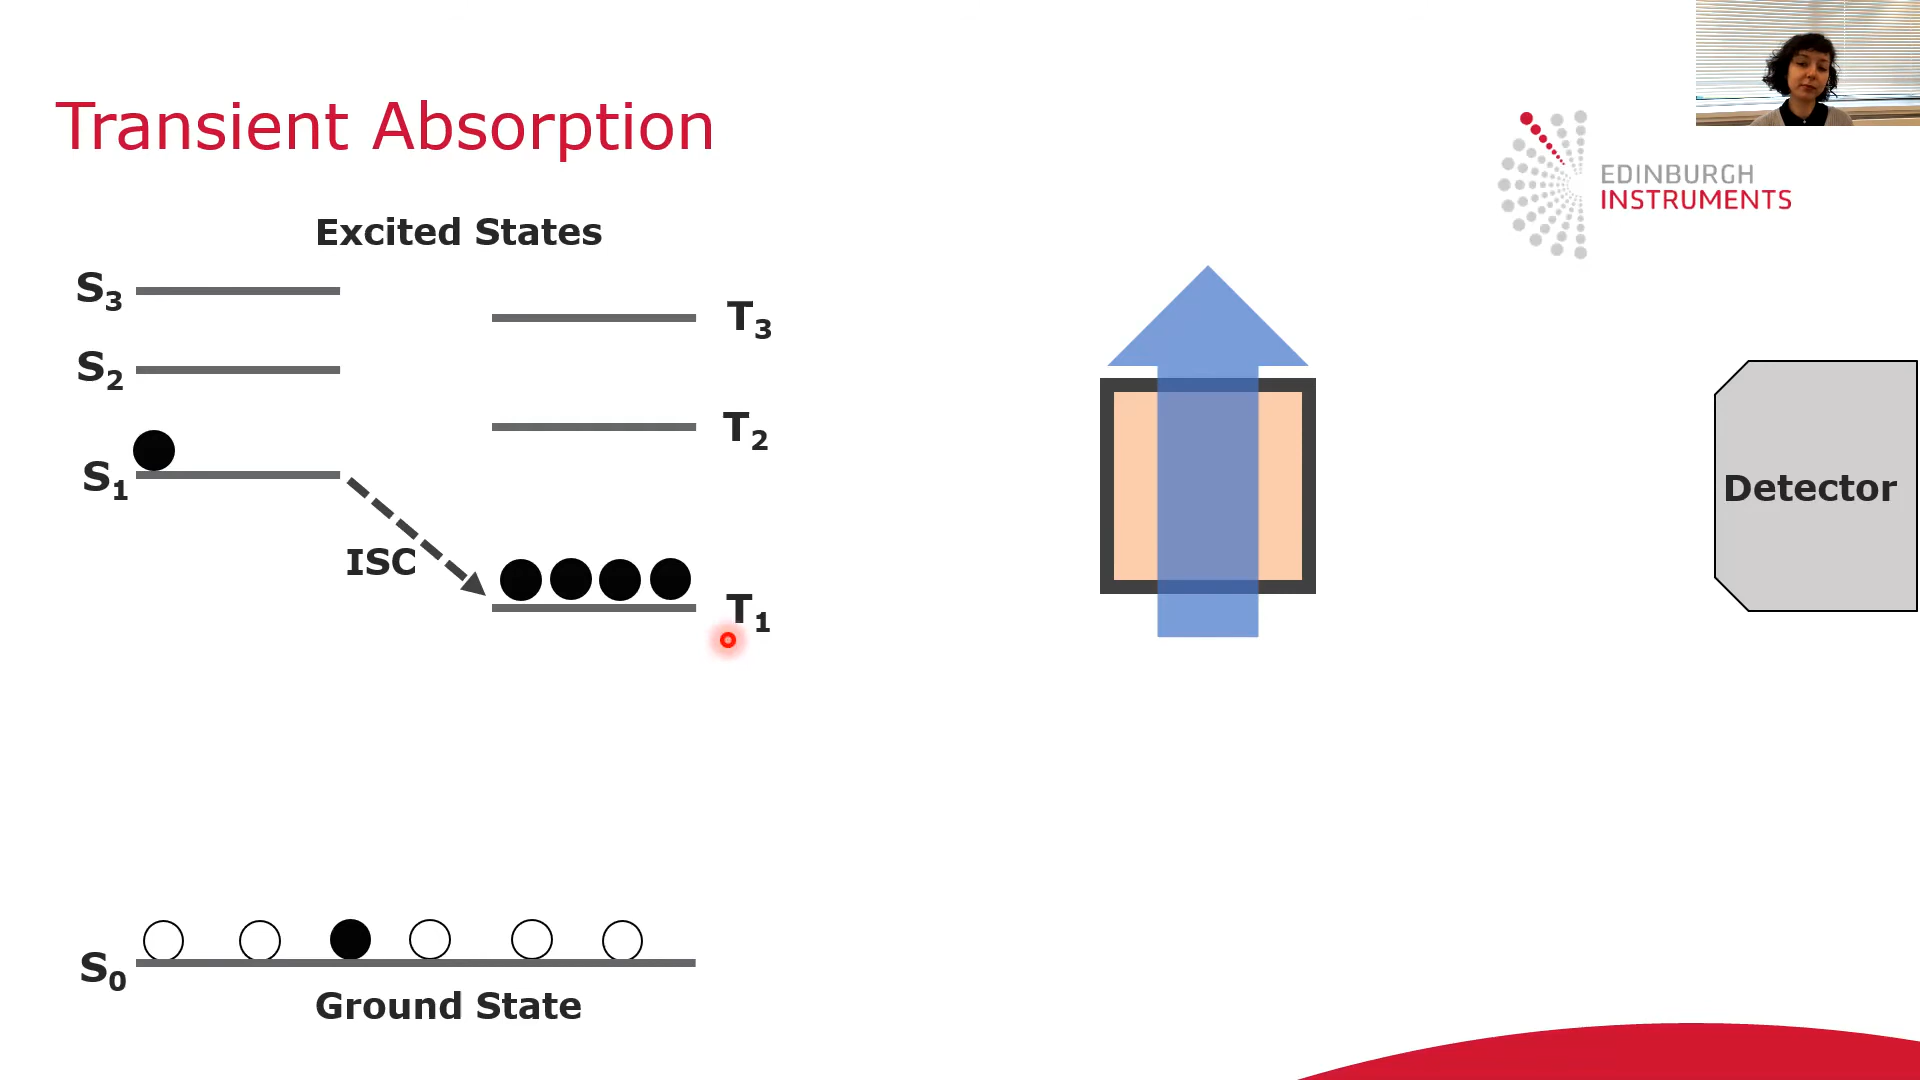 Transient Absorption
EDINBURGH
INSTRUMENTS
Excited States
S3
T3
S2
T2
S1
Detector
ISC
T1
S0
Ground State